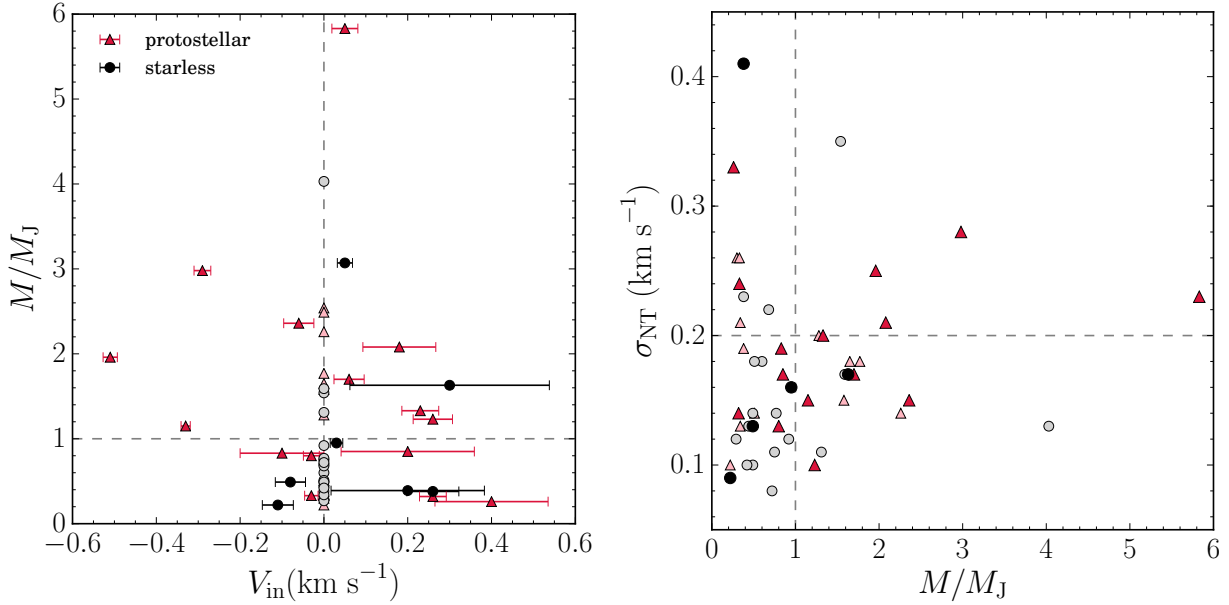 protostellar
starless
6
5
4
3
2
1
0
M/M_J
−0.6 −0.4 −0.2 0.0 0.2 0.4 0.6
V_in(km s⁻¹)
0.4
0.3
0.2
0.1
σ_NT (km s⁻¹)
0 1 2 3 4 5 6
M/M_J